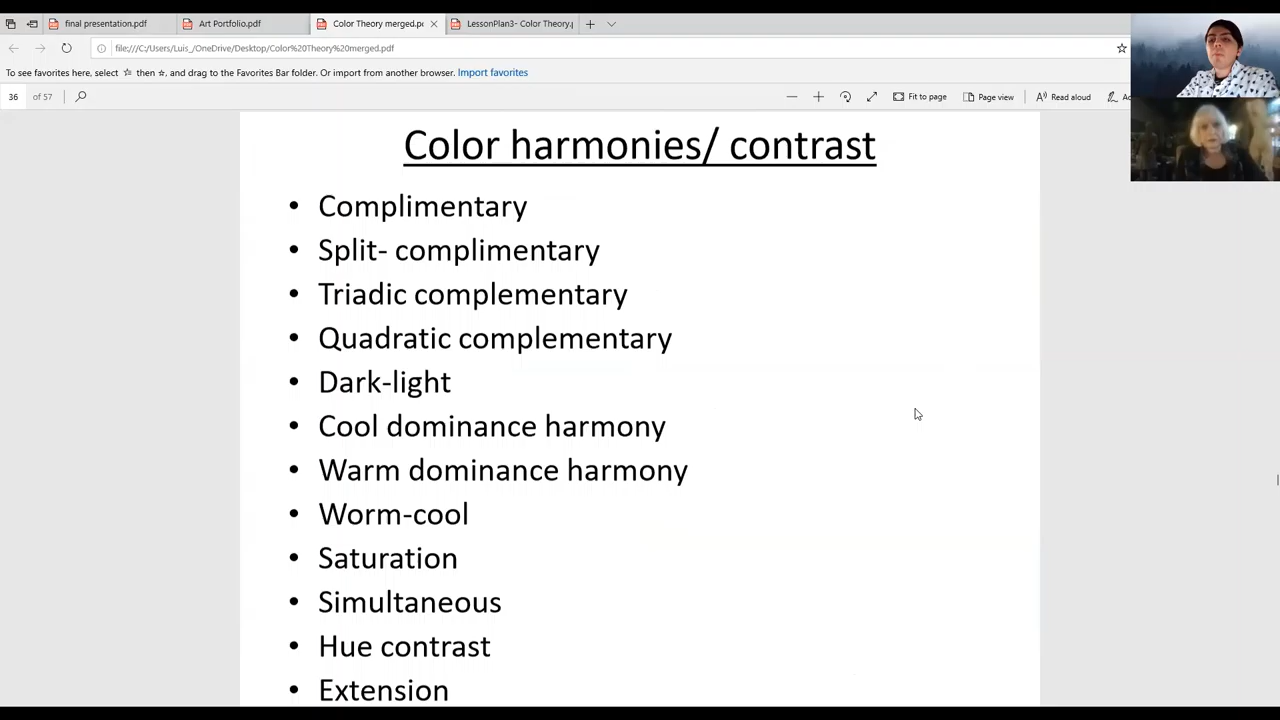 final presentation.pdf
Art Portfolio.pdf
Color Theory merged.pd
LessonPlan3- Color Theory.p
file:///C:/Users/Luis_/OneDrive/Desktop/Color%20Theory%20merged.pdf
To see favorites here, select ☆ then ☆, and drag to the Favorites Bar folder. Or import from another browser. Import favorites
36 of 57
Fit to page
Page view
Read aloud
Color harmonies/ contrast
• Complimentary
• Split- complimentary
• Triadic complementary
• Quadratic complementary
• Dark-light
• Cool dominance harmony
• Warm dominance harmony
• Worm-cool
• Saturation
• Simultaneous
• Hue contrast
• Extension